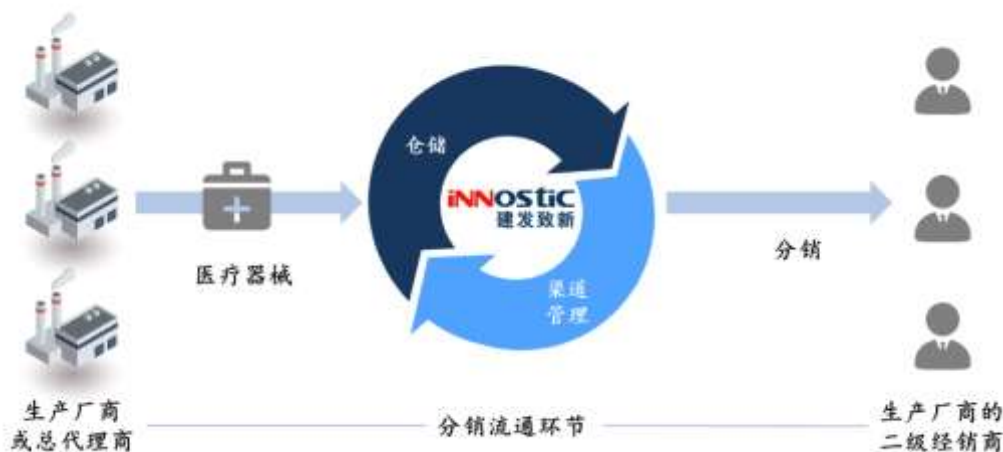 仓储
iNNOSTIC
建发致新
医疗器械
分销
渠道
管理
生产厂商
或总代理商
分销流通环节
生产厂商的
二级经销商